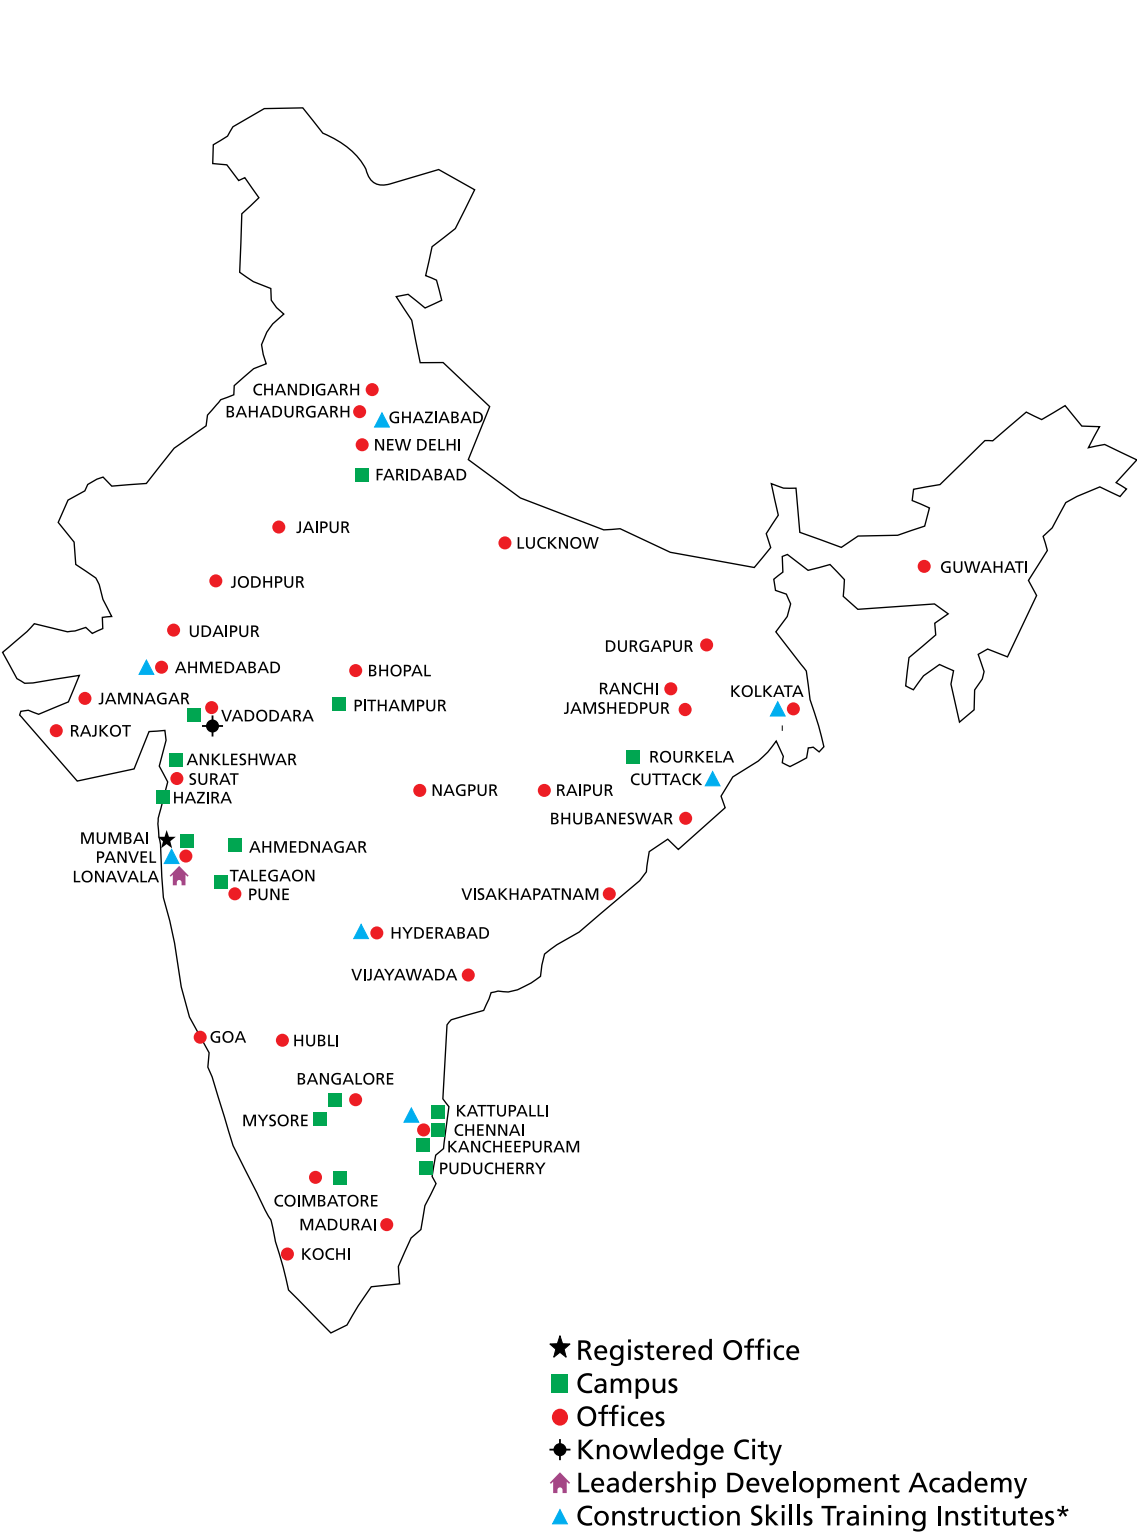 CHANDIGARH
BAHADURGARH
GHAZIABAD
NEW DELHI
FARIDABAD
JAIPUR
LUCKNOW
GUWAHATI
JODHPUR
UDAIPUR
DURGAPUR
AHMEDABAD
BHOPAL
RANCHI
KOLKATA
JAMNAGAR
PITHAMPUR
JAMSHEDPUR
VADODARA
RAJKOT
ANKLESHWAR
ROURKELA
SURAT
CUTTACK
HAZIRA
NAGPUR
RAIPUR
BHUBANESWAR
MUMBAI
AHMEDNAGAR
PANVEL
LONAVALA
TALEGAON
PUNE
VISAKHAPATNAM
HYDERABAD
VIJAYAWADA
GOA
HUBLI
BANGALORE
KATTUPALLI
MYSORE
CHENNAI
KANCHEEPURAM
PUDUCHERRY
COIMBATORE
MADURAI
KOCHI
Registered Office
Campus
Offices
Knowledge City
Leadership Development Academy
Construction Skills Training Institutes*